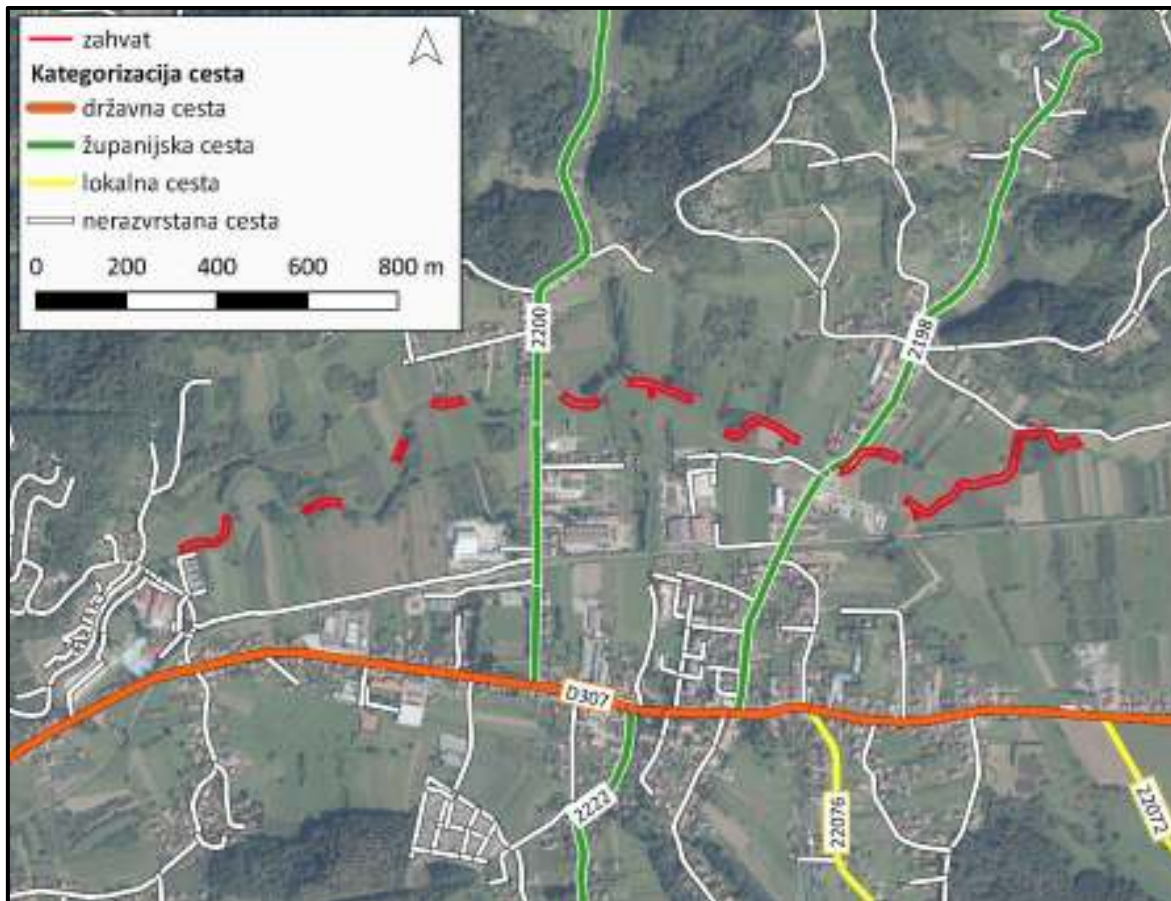 zahvat
Kategorizacija cesta
državna cesta
županijska cesta
lokalna cesta
nerazvrstana cesta
0 200 400 600 800 m
2200
2198
D307
2222
22076
22072